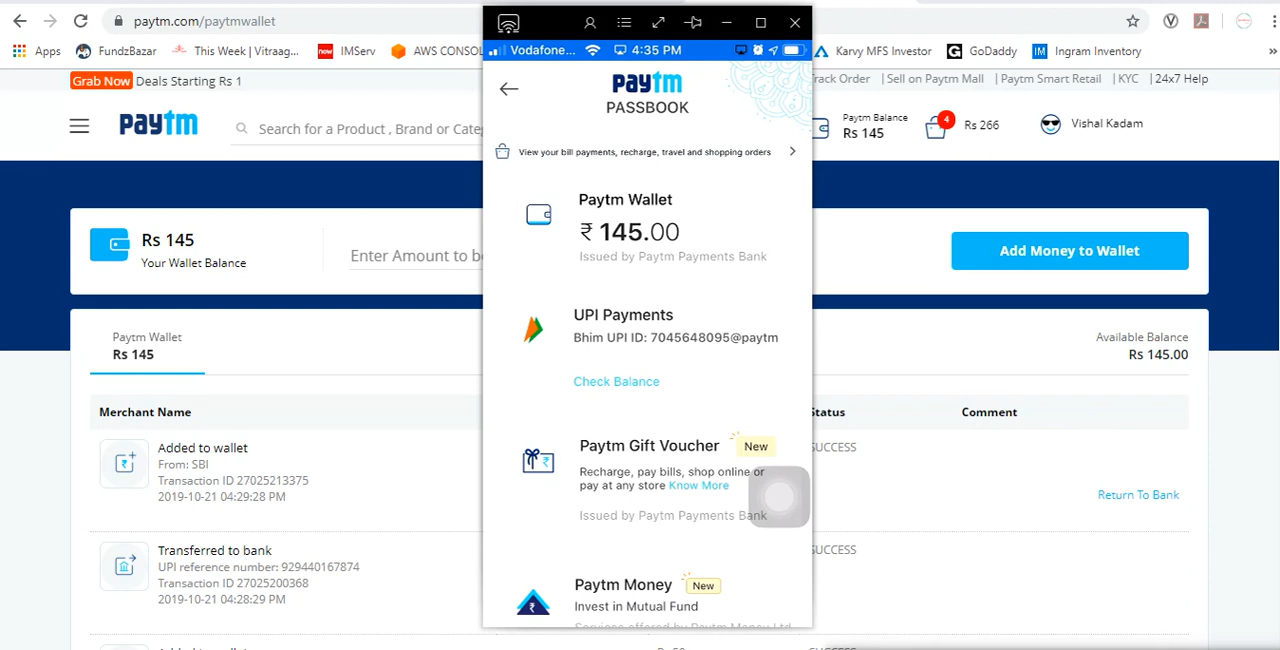 paytm.com/paytmwallet
Apps
FundzBazar
This Week | Vitraag...
now
IMServ
AWS CONSOL
Karvy MFS Investor
GoDaddy
IM
Ingram Inventory
»
Grab Now
Deals Starting Rs 1
Track Order
| Sell on Paytm Mall
| Paytm Smart Retail
| KYC
| 24x7 Help
paytm
Search for a Product , Brand or Cate
Paytm Balance
Rs 145
4
Rs 266
Vishal Kadam
Rs 145
Your Wallet Balance
Enter Amount to b
Add Money to Wallet
Paytm Wallet
Rs 145
Available Balance
Rs 145.00
Merchant Name
Status
Comment
Added to wallet
From: SBI
Transaction ID 27025213375
2019-10-21 04:29:28 PM
SUCCESS
Return To Bank
Transferred to bank
UPI reference number: 929440167874
Transaction ID 27025200368
2019-10-21 04:28:29 PM
SUCCESS
Vodafone...
4:35 PM
paytm
PASSBOOK
View your bill payments, recharge, travel and shopping orders
Paytm Wallet
₹ 145.00
Issued by Paytm Payments Bank
UPI Payments
Bhim UPI ID: 7045648095@paytm
Check Balance
Paytm Gift Voucher
New
Recharge, pay bills, shop online or
pay at any store Know More
Issued by Paytm Payments Bank
Paytm Money
New
Invest in Mutual Fund
Services offered by Paytm Money Ltd